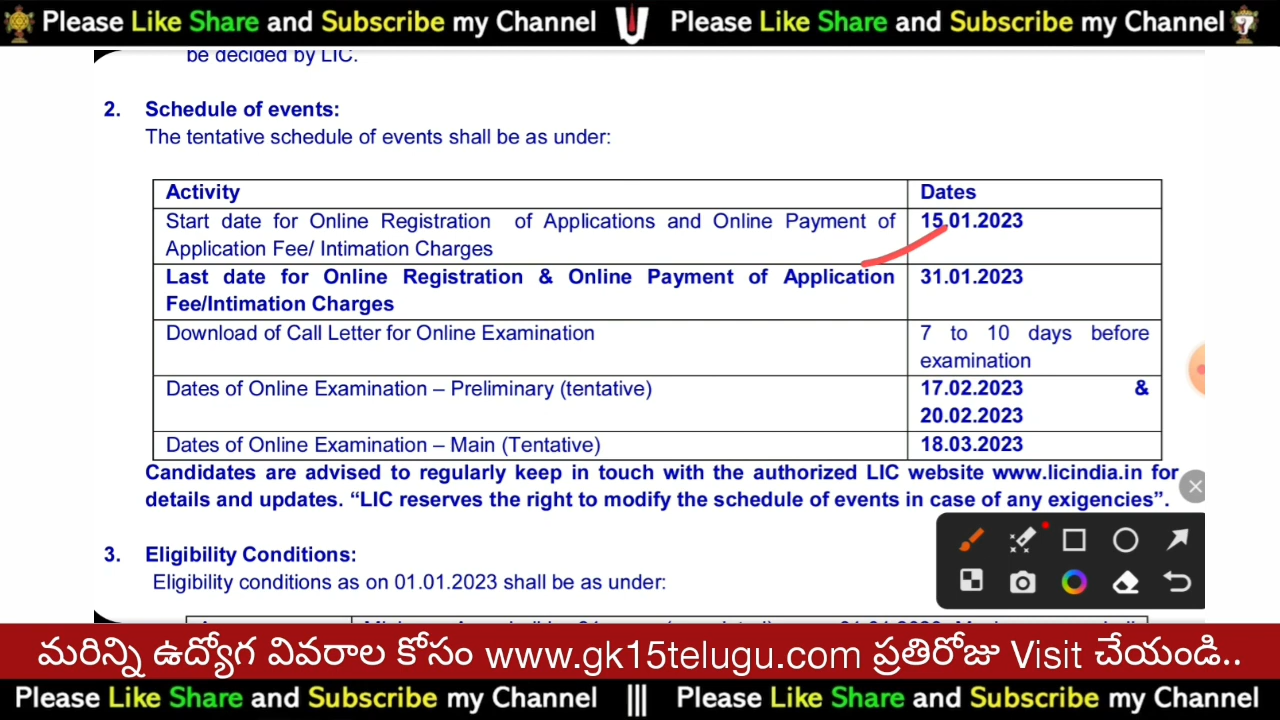 Please Like Share and Subscribe my Channel Please Like Share and Subscribe my Channel
be decided by LIC.
2. Schedule of events:
The tentative schedule of events shall be as under:
Activity Dates
Start date for Online Registration of Applications and Online Payment of 15.01.2023
Application Fee/ Intimation Charges
Last date for Online Registration & Online Payment of Application 31.01.2023
Fee/Intimation Charges
Download of Call Letter for Online Examination 7 to 10 days before
examination
Dates of Online Examination – Preliminary (tentative) 17.02.2023 &
20.02.2023
Dates of Online Examination – Main (Tentative) 18.03.2023
Candidates are advised to regularly keep in touch with the authorized LIC website www.licindia.in for
details and updates. “LIC reserves the right to modify the schedule of events in case of any exigencies”.
3. Eligibility Conditions:
Eligibility conditions as on 01.01.2023 shall be as under:
మరిన్ని ఉద్యోగ వివరాల కోసం www.gk15telugu.com ప్రతిరోజు Visit చేయండి..
Please Like Share and Subscribe my Channel ||| Please Like Share and Subscribe my Channel